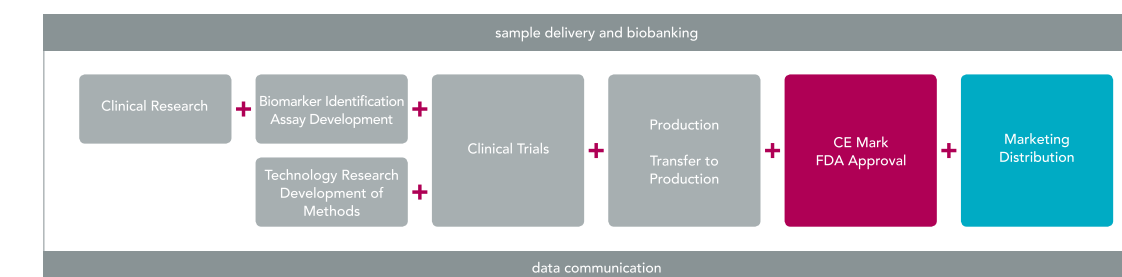 sample delivery and biobanking
Clinical Research
+
Biomarker Identification
Assay Development
+
Technology Research
Development of
Methods
+
Clinical Trials
+
Production
Transfer to
Production
+
CE Mark
FDA Approval
+
Marketing
Distribution
data communication